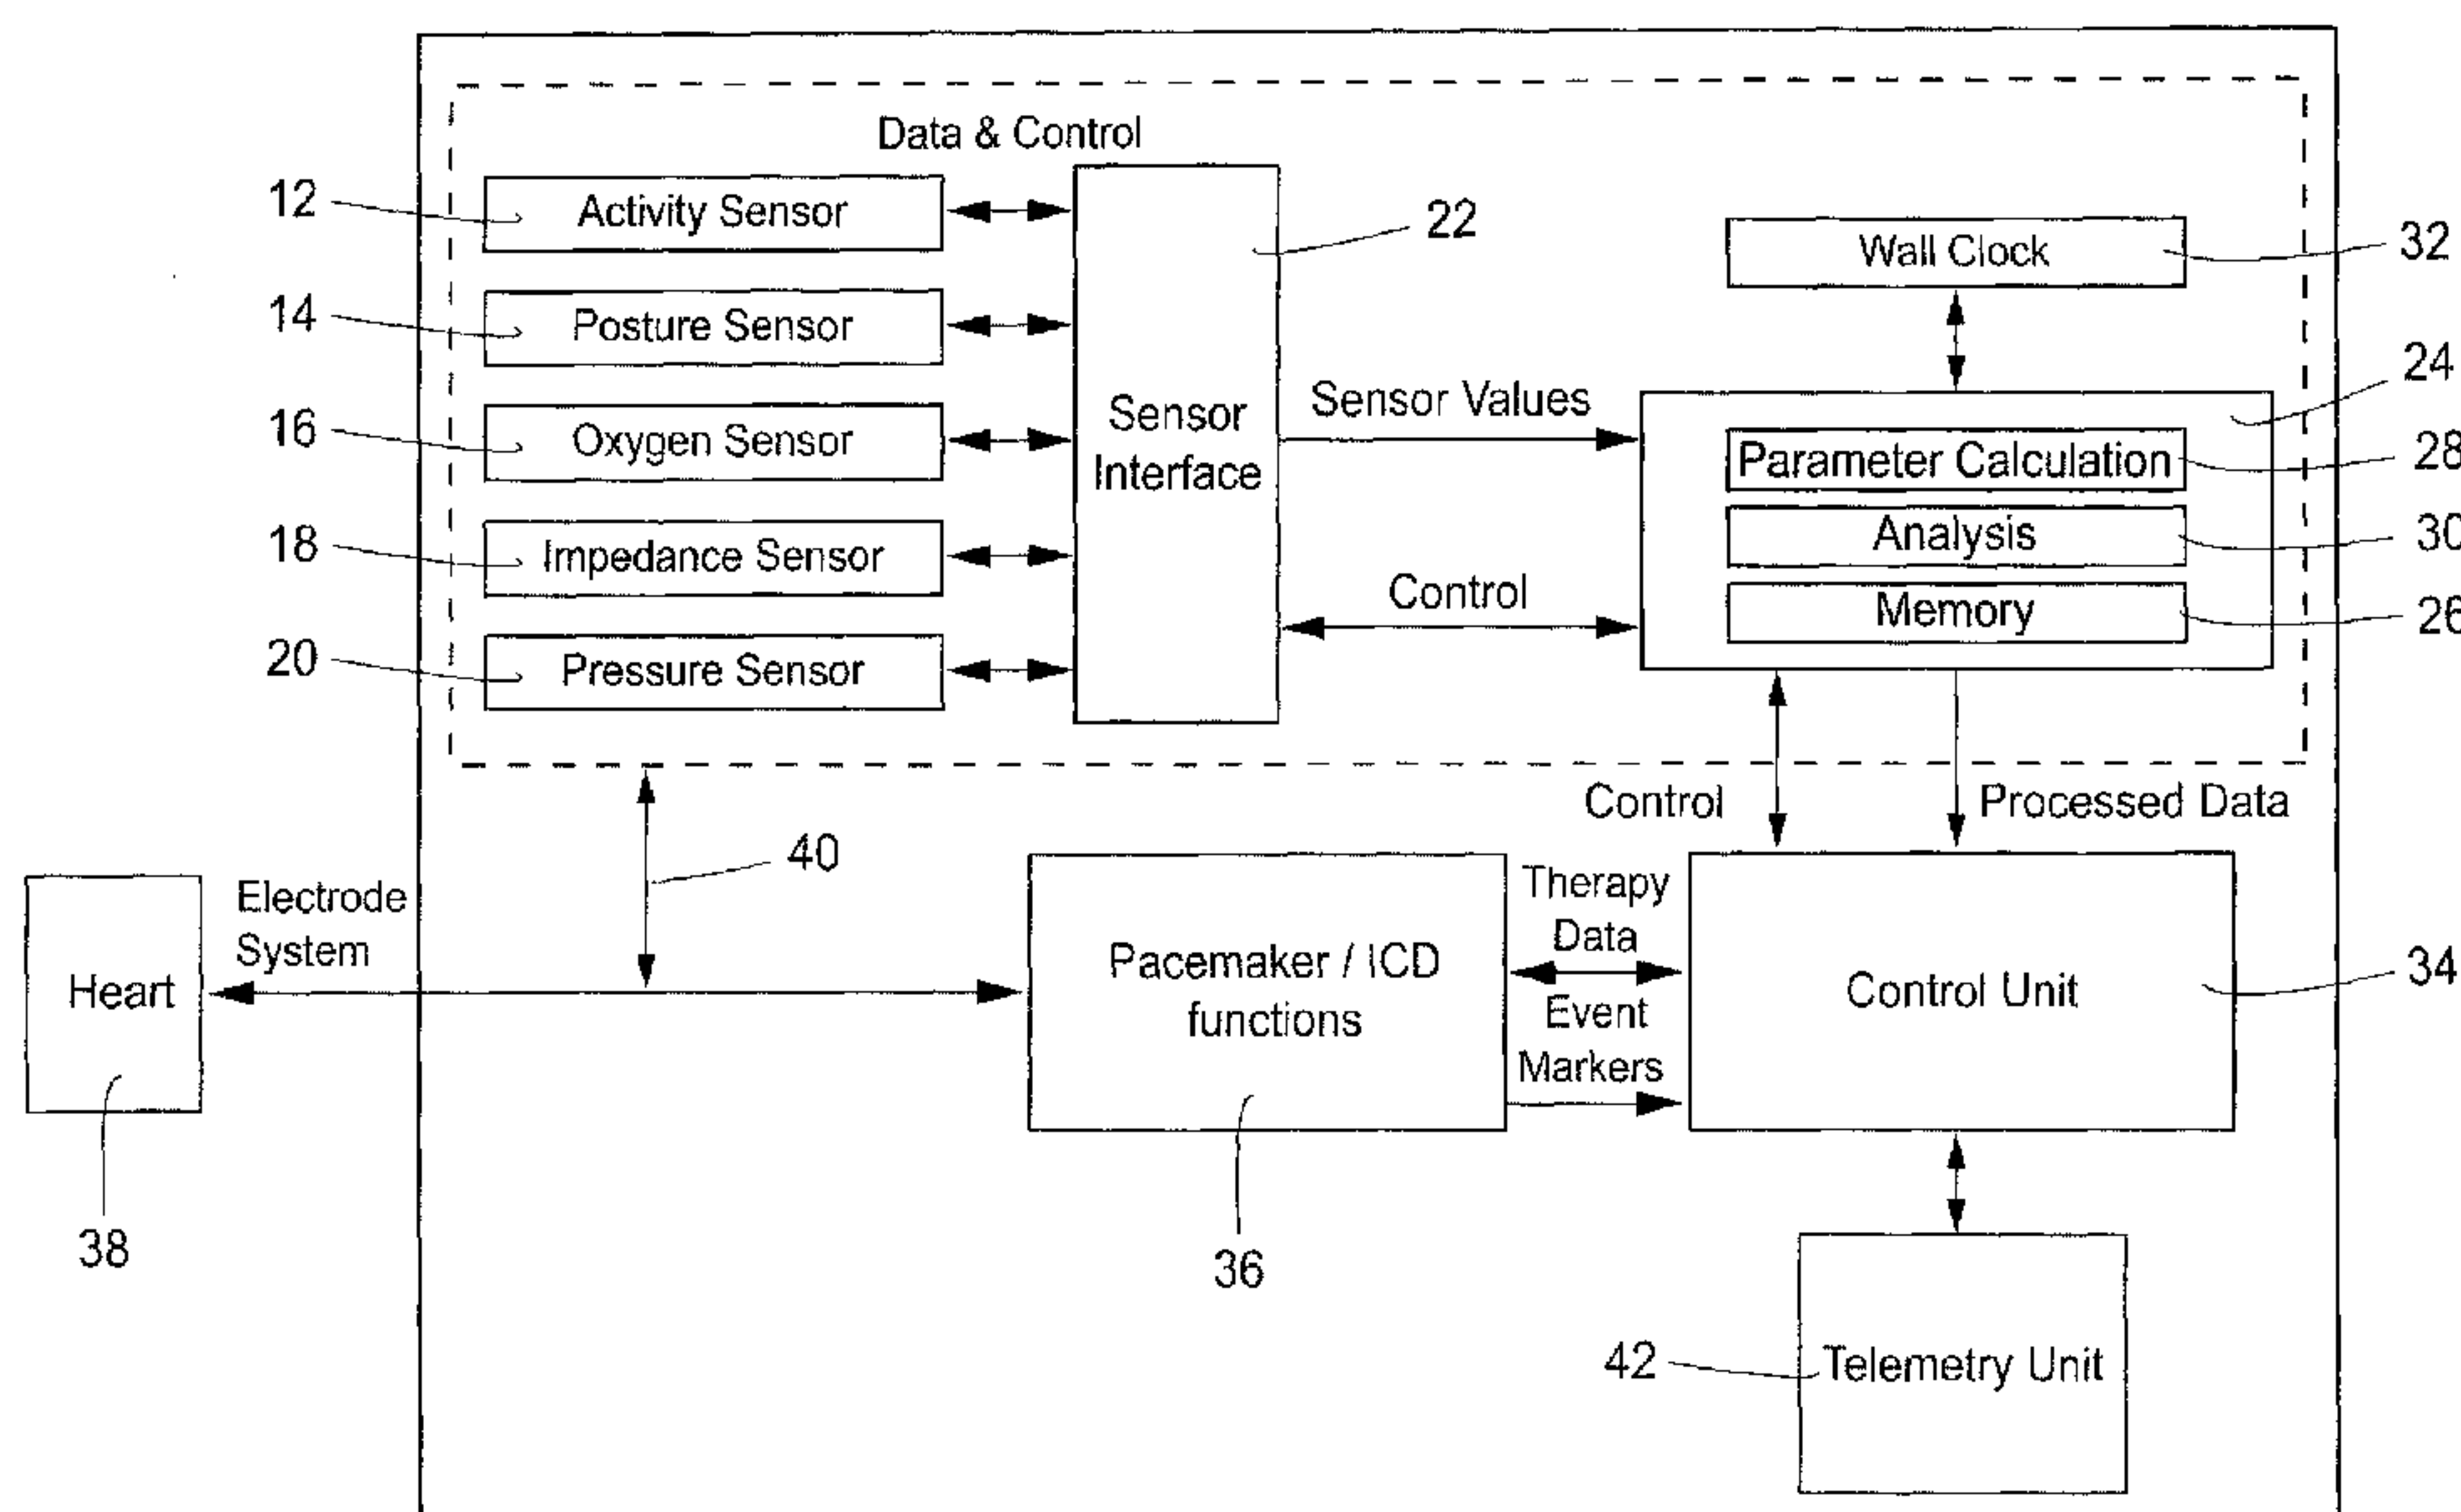 Data & Control
12
Activity Sensor
22
Wall Clock
32
14
Posture Sensor
24
16
Oxygen Sensor
Sensor
Interface
Sensor Values
Parameter Calculation
28
Analysis
30
18
Impedance Sensor
Control
Memory
26
20
Pressure Sensor
Control
Processed Data
40
Electrode
System
Heart
38
Pacemaker / ICD
functions
36
Therapy
Data
Event
Markers
Control Unit
34
42
Telemetry Unit